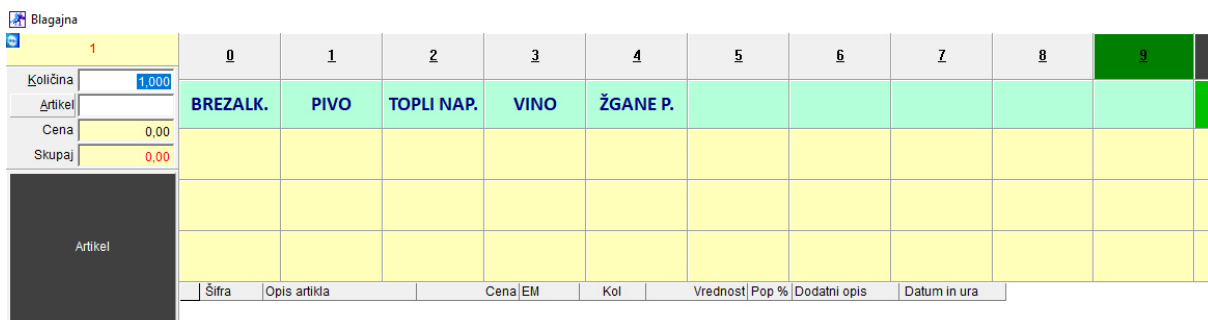 Blagajna
1
0 1 2 3 4 5 6 7 8 9
Količina 1,000
Artikel
Cena 0,00
Skupaj 0,00
BREZALK. PIVO TOPLI NAP. VINO ŽGANE P.
Artikel
Šifra Opis artikla Cena EM Kol Vrednost Pop % Dodatni opis Datum in ura